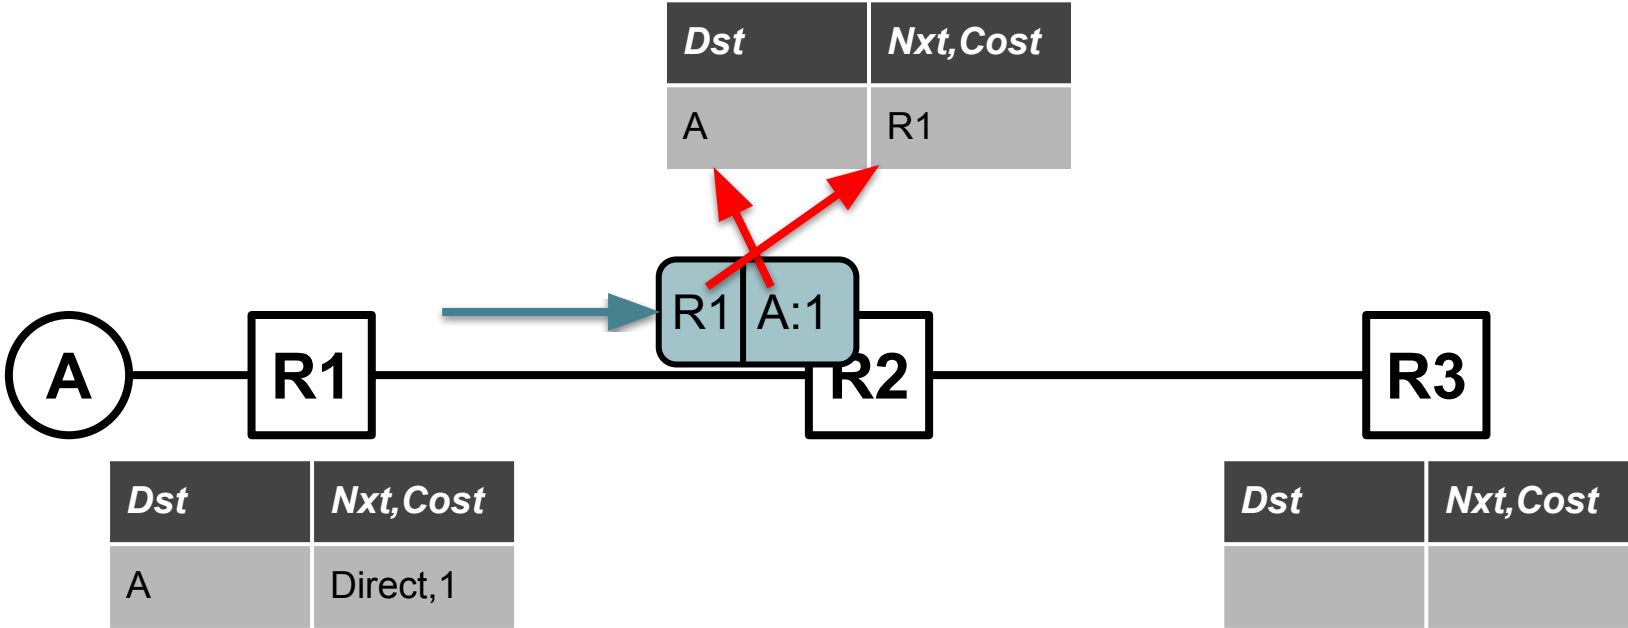 Dst Nxt,Cost
A R1
R1 A:1
A R1 R2 R3
Dst Nxt,Cost
A Direct,1
Dst Nxt,Cost